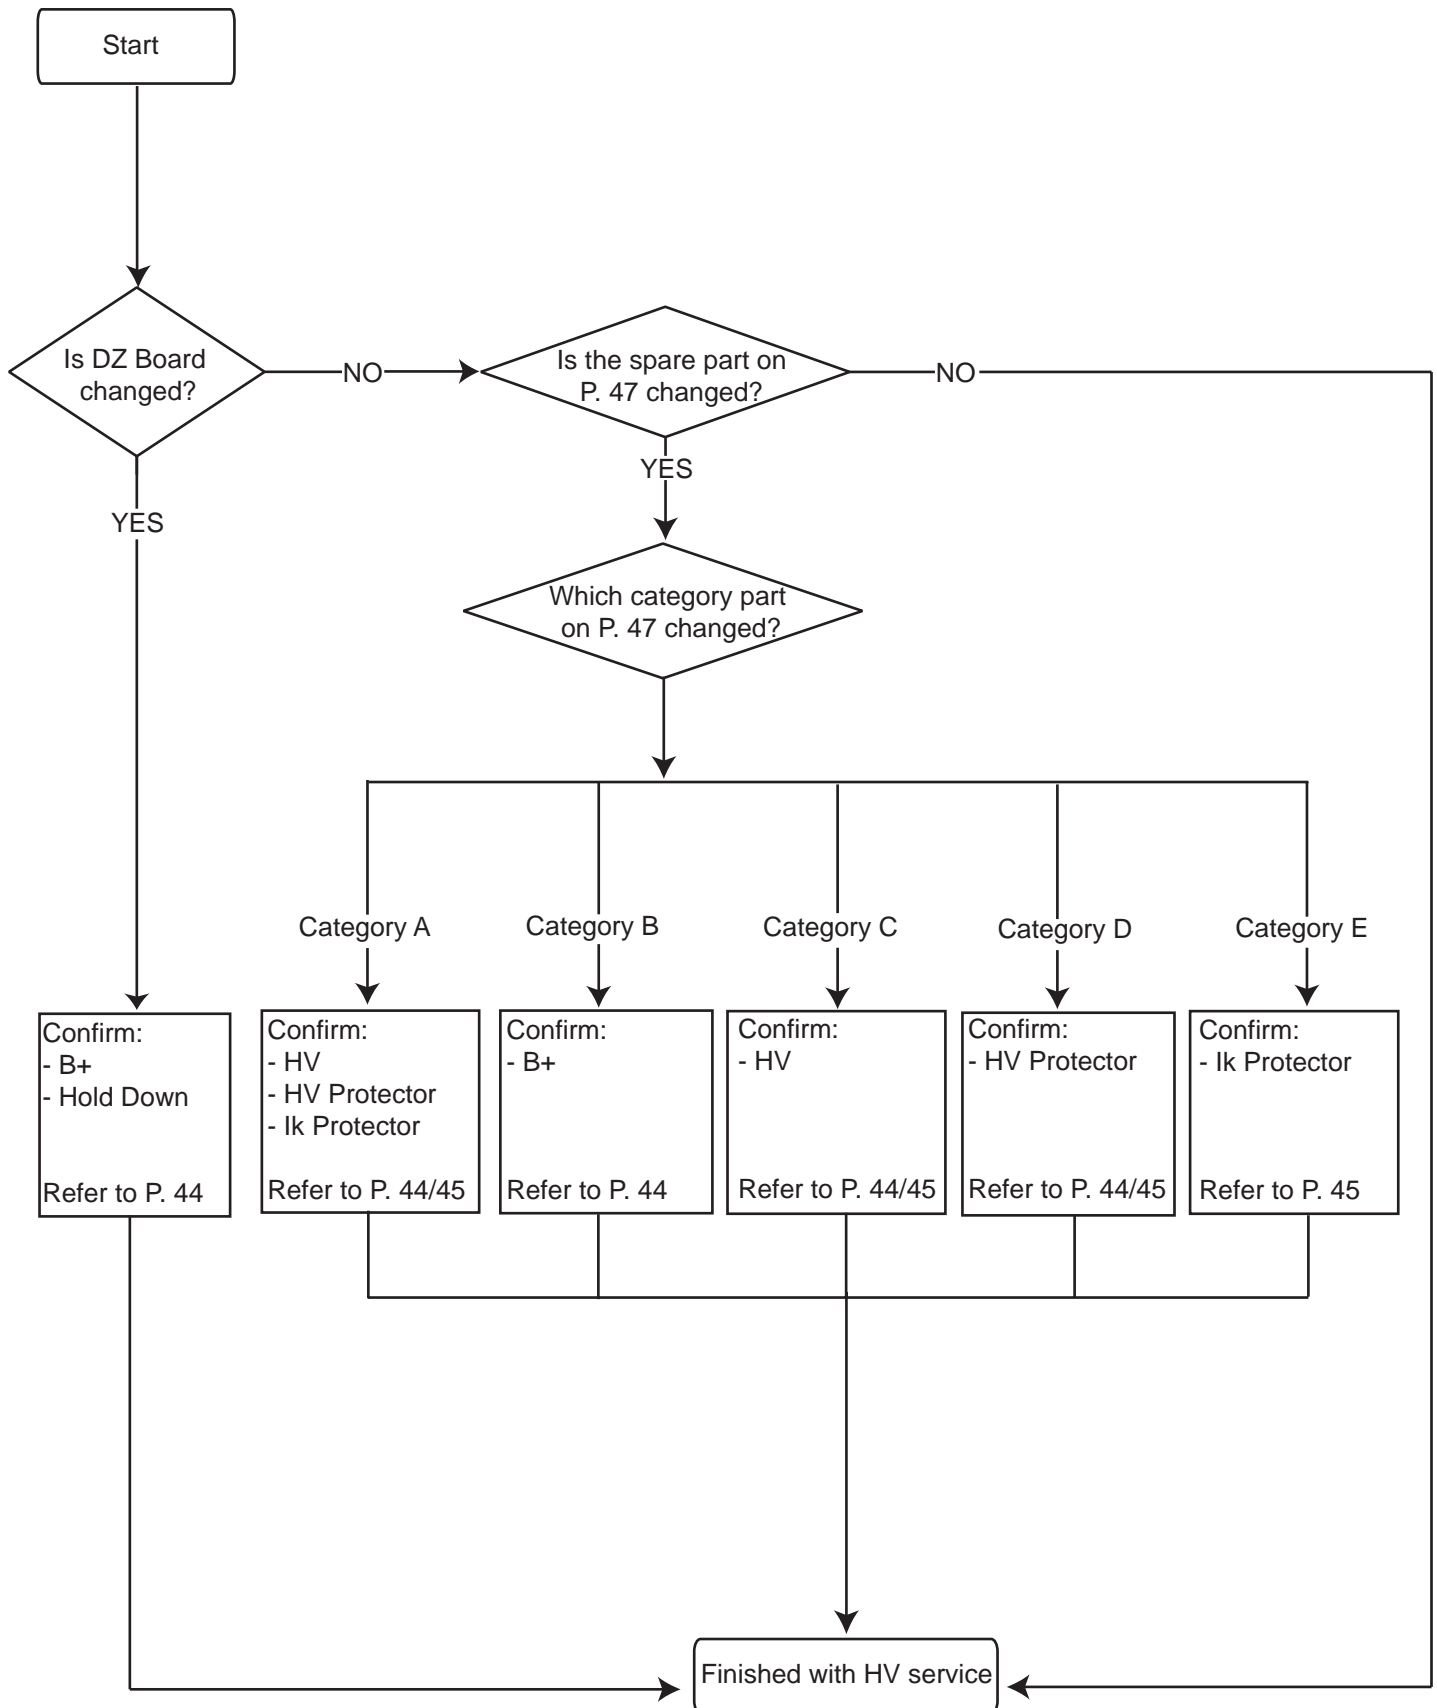 Start
Is DZ Board
changed?
NO
Is the spare part on
P. 47 changed?
NO
YES
YES
Which category part
on P. 47 changed?
Category A
Category B
Category C
Category D
Category E
Confirm:
- B+
- Hold Down
Refer to P. 44
Confirm:
- HV
- HV Protector
- Ik Protector
Refer to P. 44/45
Confirm:
- B+
Refer to P. 44
Confirm:
- HV
Refer to P. 44/45
Confirm:
- HV Protector
Refer to P. 44/45
Confirm:
- Ik Protector
Refer to P. 45
Finished with HV service